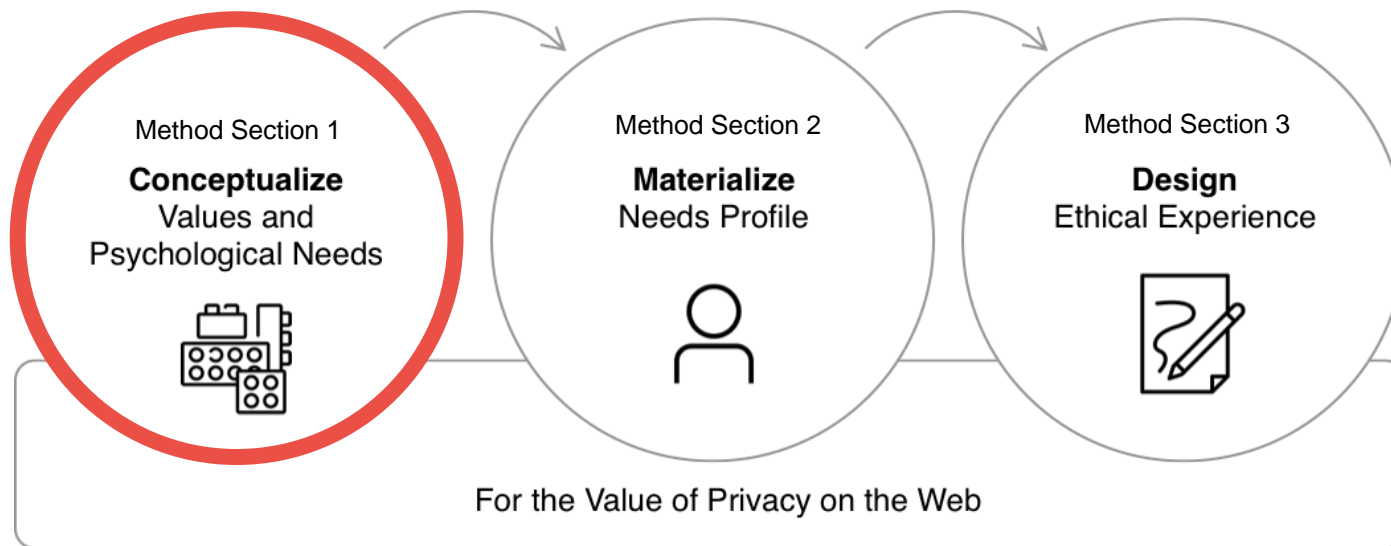 Method Section 1
Conceptualize
Values and
Psychological Needs
Method Section 2
Materialize
Needs Profile
Method Section 3
Design
Ethical Experience
For the Value of Privacy on the Web